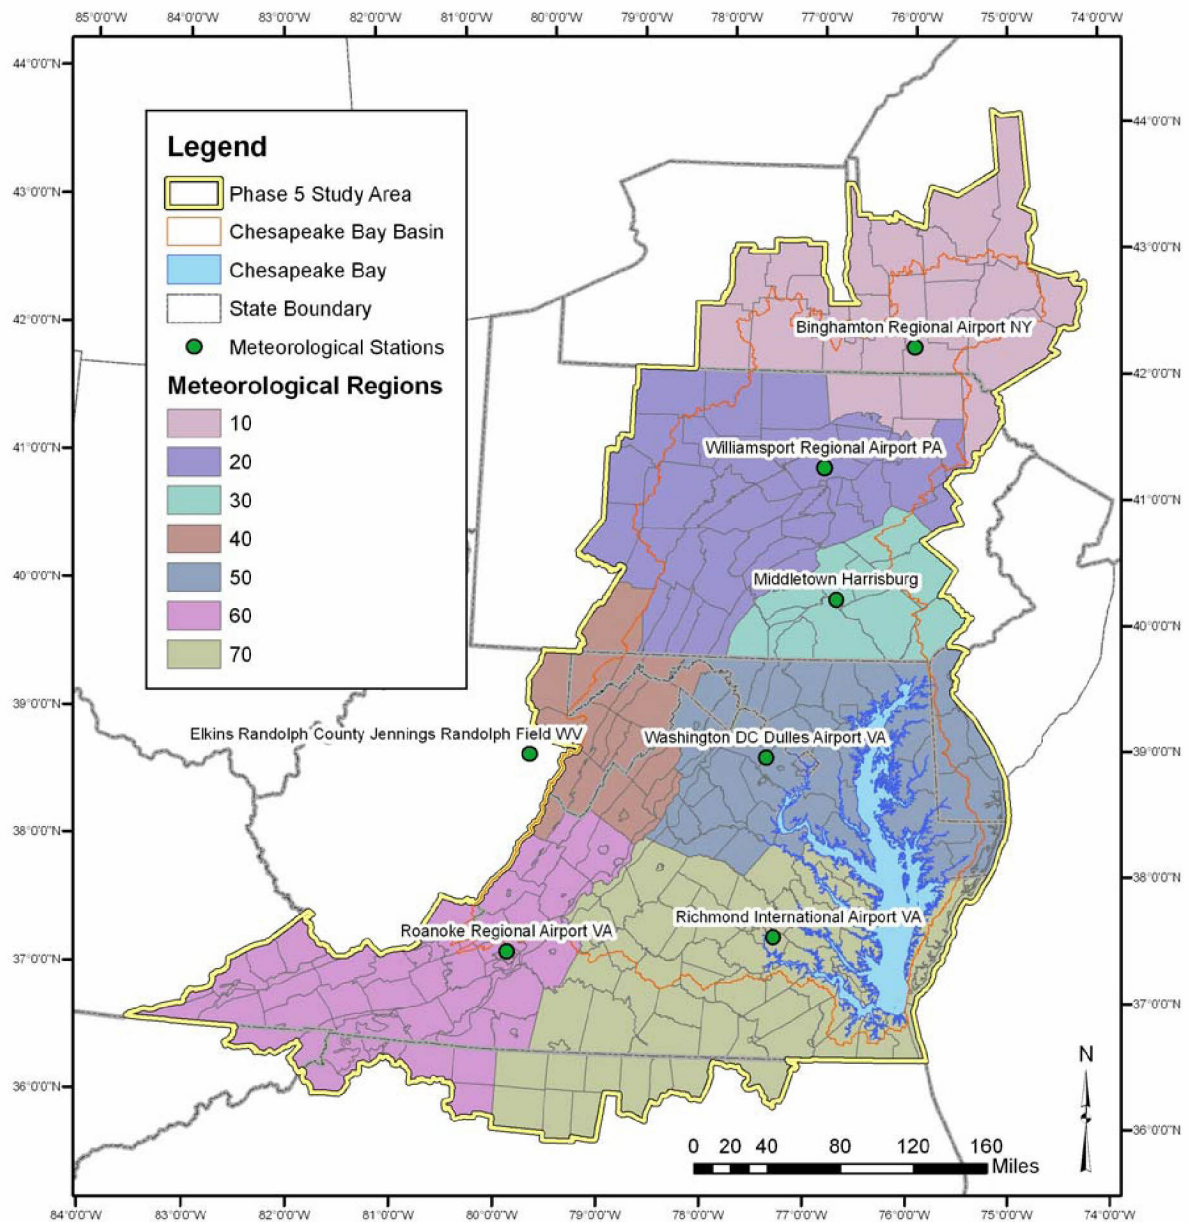 85°0'0"W 84°0'0"W 83°0'0"W 82°0'0"W 81°0'0"W 80°0'0"W 79°0'0"W 78°0'0"W 77°0'0"W 76°0'0"W 75°0'0"W 74°0'0"W
44°0'0"N
44°0'0"N
Legend
Phase 5 Study Area
43°0'0"N
Chesapeake Bay Basin
43°0'0"N
Chesapeake Bay
State Boundary
42°0'0"N
Binghamton Regional Airport NY
Meteorological Stations
42°0'0"N
Meteorological Regions
10
41°0'0"N
Williamsport Regional Airport PA
20
30
41°0'0"N
40
40°0'0"N
50
Middletown Harrisburg
60
40°0'0"N
70
39°0'0"N
Elkins Randolph County Jennings Randolph Field WV
Washington DC Dulles Airport VA
39°0'0"N
38°0'0"N
38°0'0"N
Richmond International Airport VA
Roanoke Regional Airport VA
37°0'0"N
37°0'0"N
N
36°0'0"N
36°0'0"N
0 20 40 80 120 160
Miles
84°0'0"W 83°0'0"W 82°0'0"W 81°0'0"W 80°0'0"W 79°0'0"W 78°0'0"W 77°0'0"W 76°0'0"W 75°0'0"W 74°0'0"W